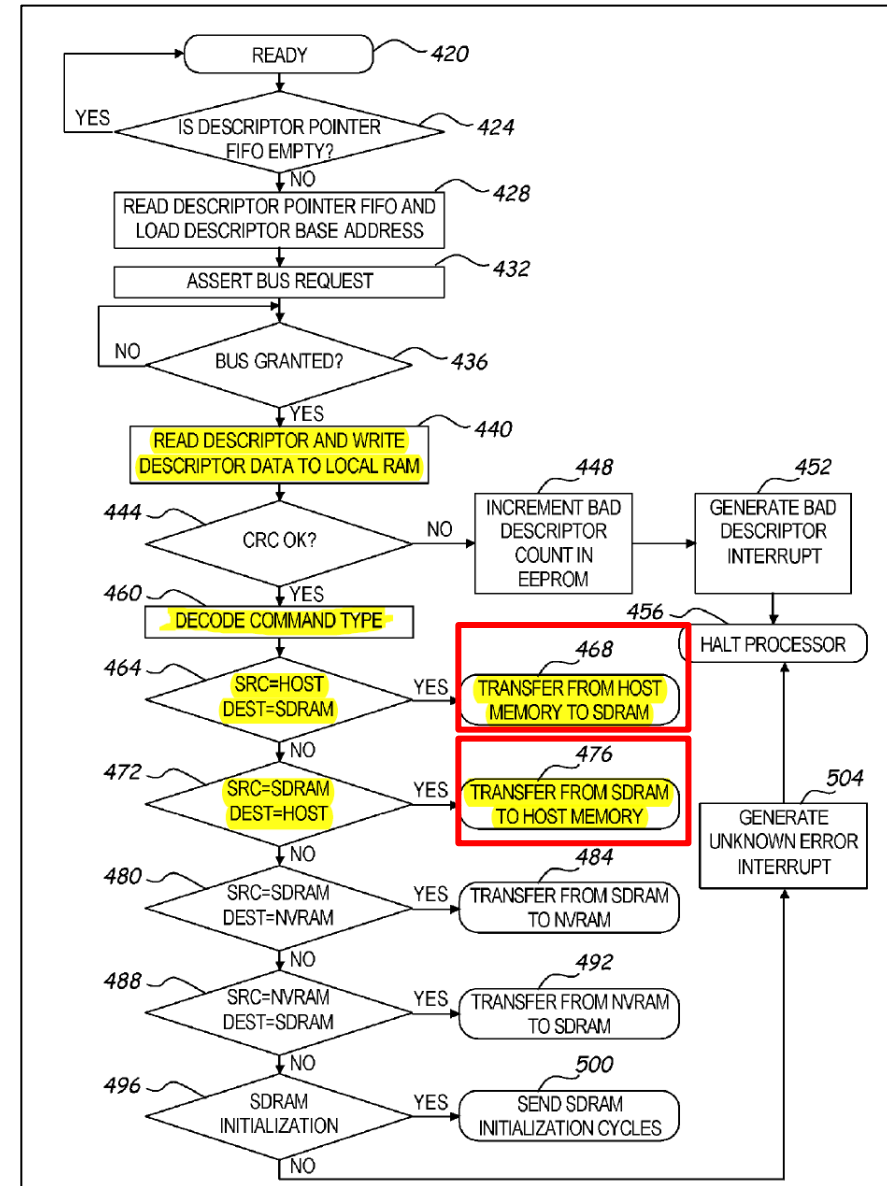 READY
420
YES
IS DESCRIPTOR POINTER
FIFO EMPTY?
424
NO
428
READ DESCRIPTOR POINTER FIFO AND
LOAD DESCRIPTOR BASE ADDRESS
432
ASSERT BUS REQUEST
NO
BUS GRANTED?
436
YES
440
READ DESCRIPTOR AND WRITE
DESCRIPTOR DATA TO LOCAL RAM
444
CRC OK?
NO
448
INCREMENT BAD
DESCRIPTOR
COUNT IN
EEPROM
452
GENERATE BAD
DESCRIPTOR
INTERRUPT
YES
460
DECODE COMMAND TYPE
456
HALT PROCESSOR
464
SRC=HOST
DEST=SDRAM
YES
468
TRANSFER FROM HOST
MEMORY TO SDRAM
NO
472
SRC=SDRAM
DEST=HOST
YES
476
TRANSFER FROM SDRAM
TO HOST MEMORY
504
GENERATE
UNKNOWN ERROR
INTERRUPT
NO
480
SRC=SDRAM
DEST=NVRAM
YES
484
TRANSFER FROM SDRAM
TO NVRAM
NO
488
SRC=NVRAM
DEST=SDRAM
YES
492
TRANSFER FROM NVRAM
TO SDRAM
NO
496
SDRAM
INITIALIZATION
YES
500
SEND SDRAM
INITIALIZATION CYCLES
NO